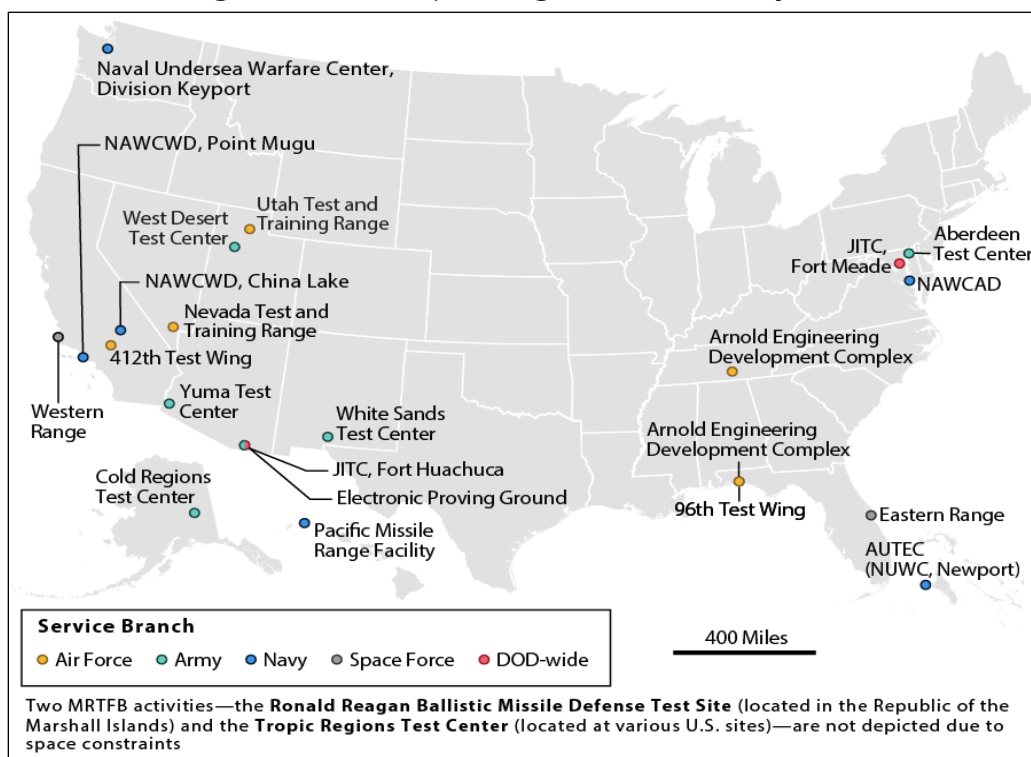 Naval Undersea Warfare Center,
Division Keyport
NAWCWD, Point Mugu
Utah Test and
Training Range
West Desert
Test Center
NAWCWD, China Lake
Nevada Test and
Training Range
412th Test Wing
Western
Range
Yuma Test
Center
White Sands
Test Center
JITC, Fort Huachuca
Electronic Proving Ground
Cold Regions
Test Center
Pacific Missile
Range Facility
Aberdeen
Test Center
JITC,
Fort Meade
NAWCAD
Arnold Engineering
Development Complex
Arnold Engineering
Development Complex
96th Test Wing
Eastern Range
AUTEC
(NUWC, Newport)
Service Branch
Air Force Army Navy Space Force DOD-wide
400 Miles
Two MRTFB activities—the Ronald Reagan Ballistic Missile Defense Test Site (located in the Republic of the
Marshall Islands) and the Tropic Regions Test Center (located at various U.S. sites)—are not depicted due to
space constraints